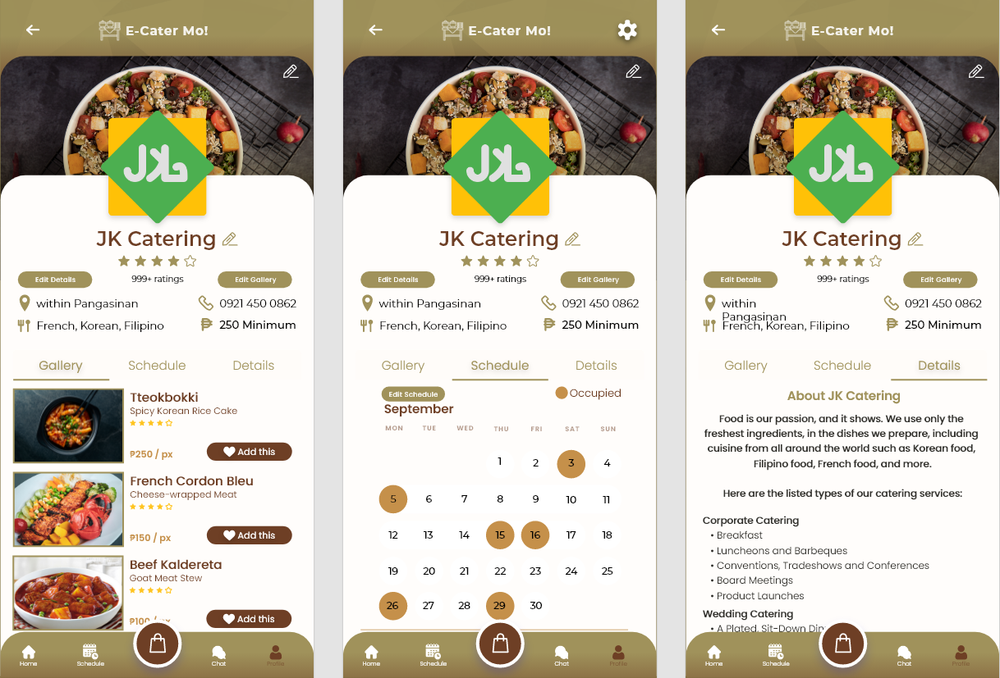 E-Cater Mo!
JK
JK Catering
Edit Details
999+ ratings
Edit Gallery
within Pangasinan
0921 450 0862
French, Korean, Filipino
250 Minimum
Gallery
Schedule
Details
Tteokbokki
Spicy Korean Rice Cake
₱250 / px
Add this
French Cordon Bleu
Cheese-wrapped Meat
₱150 / px
Add this
Beef Kaldereta
Goat Meat Stew
₱100 / px
Add this
Home
Schedule
Chat
Profile
E-Cater Mo!
JK
JK Catering
Edit Details
999+ ratings
Edit Gallery
within Pangasinan
0921 450 0862
French, Korean, Filipino
250 Minimum
Gallery
Schedule
Details
Edit Schedule
Occupied
September
MON TUE WED THU FRI SAT SUN
1 2 3 4
5 6 7 8 9 10 11
12 13 14 15 16 17 18
19 20 21 22 23 24 25
26 27 28 29 30
Home
Schedule
Chat
Profile
E-Cater Mo!
JK
JK Catering
Edit Details
999+ ratings
Edit Gallery
within
Pangasinan
0921 450 0862
French, Korean, Filipino
250 Minimum
Gallery
Schedule
Details
About JK Catering
Food is our passion, and it shows. We use only the
freshest ingredients, in the dishes we prepare, including
cuisine from all around the world such as Korean food,
Filipino food, French food, and more.
Here are the listed types of our catering services:
Corporate Catering
• Breakfast
• Luncheons and Barbeques
• Conventions, Tradeshows and Conferences
• Board Meetings
• Product Launches
Wedding Catering
• A Plated, Sit-Down
Home
Schedule
Chat
Profile